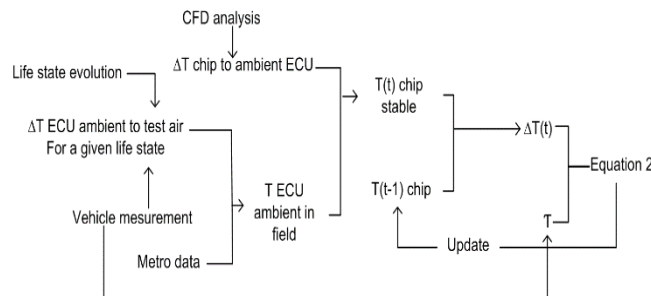 CFD analysis
ΔT chip to ambient ECU
Life state evolution
ΔT ECU ambient to test air
For a given life state
Vehicle mesurement
Metro data
T ECU
ambient in
field
T(t) chip
stable
T(t-1) chip
Update
ΔT(t)
τ
Equation 2